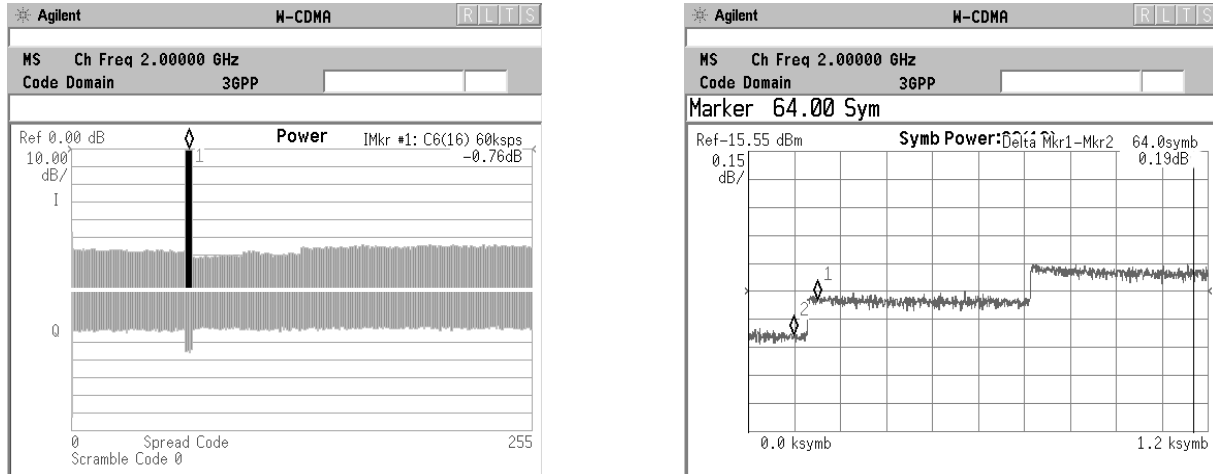 Agilent W-CDMA R L T S
MS Ch Freq 2.00000 GHz
Code Domain 3GPP
Ref 0.00 dB Power IMkr #1: C6(16) 60ksps
10.00 -0.76dB
dB/
1
I
Q
0 Spread Code 255
Scramble Code 0
Agilent W-CDMA R L T S
MS Ch Freq 2.00000 GHz
Code Domain 3GPP
Marker 64.00 Sym
Ref-15.55 dBm Symb Power: Delta Mkr1-Mkr2 64.0symb
0.15 0.19dB
dB/
1
2
0.0 ksymb 1.2 ksymb